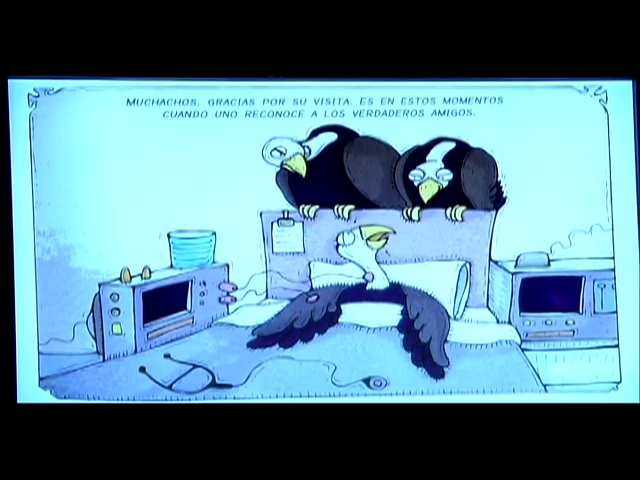 MUCHACHOS, GRACIAS POR SU VISITA. ES EN ESTOS MOMENTOS
CUANDO UNO RECONOCE A LOS VERDADEROS AMIGOS.